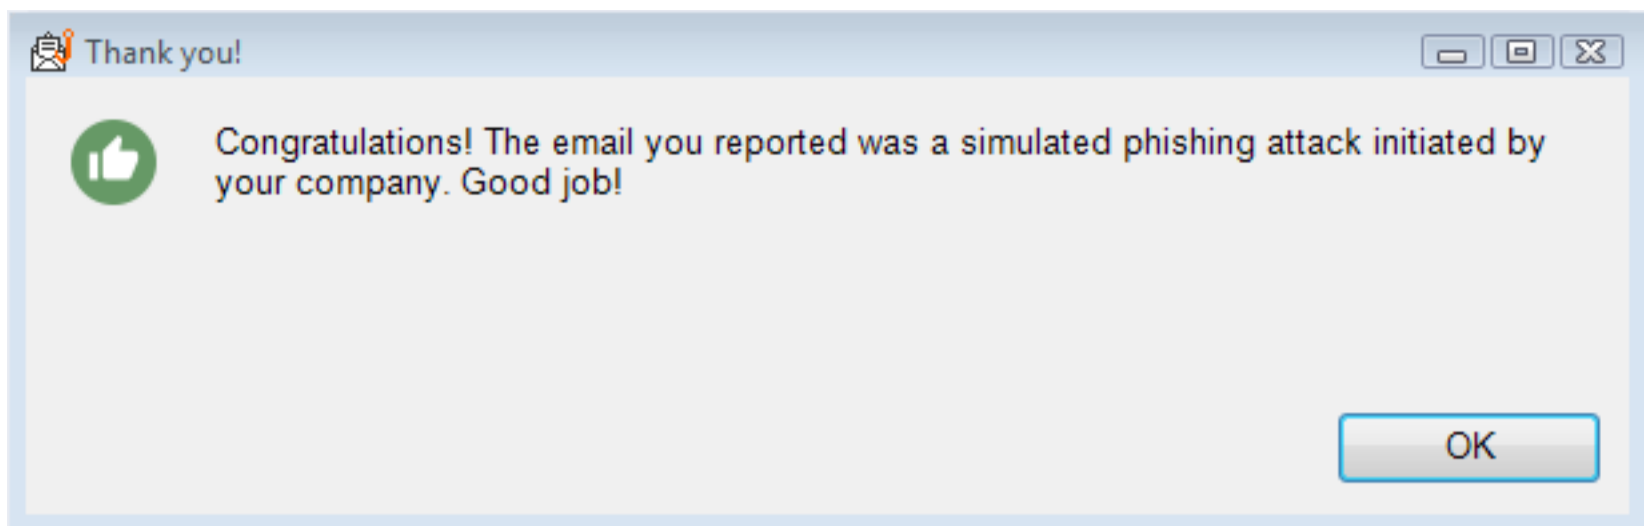 Thank you!
Congratulations! The email you reported was a simulated phishing attack initiated by
your company. Good job!
OK